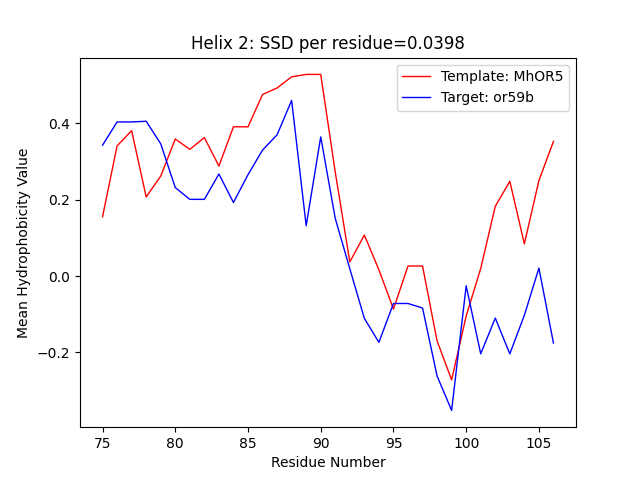 Helix 2: SSD per residue=0.0398
Template: MhOR5
Target: or59b
Mean Hydrophobicity Value
0.4
0.2
0.0
−0.2
75 80 85 90 95 100 105
Residue Number